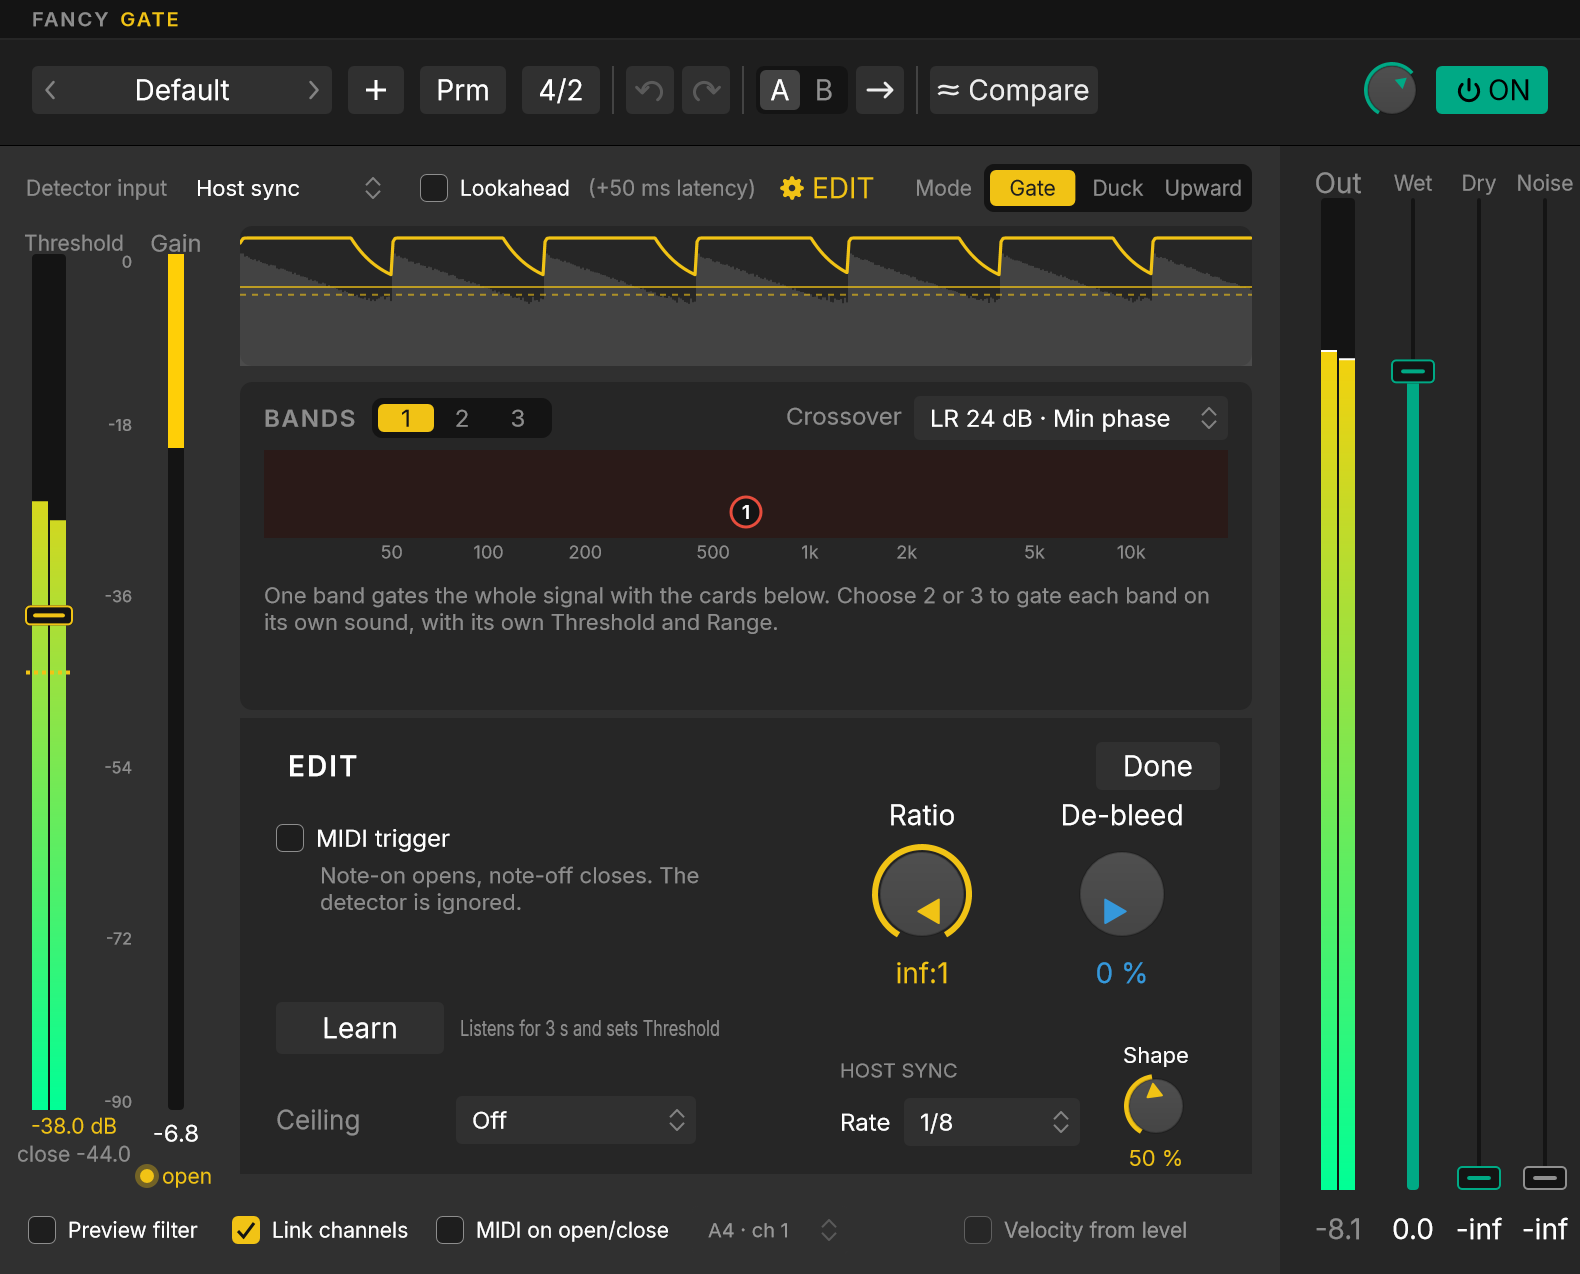 FANCY GATE
Default + Prm 4/2 A B → ≈ Compare ON
Detector input Host sync Lookahead (+50 ms latency) EDIT Mode Gate Duck Upward
Out Wet Dry Noise
Threshold Gain
0
-18
-36
-54
-72
-90
-38.0 dB
close -44.0
-6.8
open
BANDS 1 2 3 Crossover LR 24 dB · Min phase
1
50 100 200 500 1k 2k 5k 10k
One band gates the whole signal with the cards below. Choose 2 or 3 to gate each band on
its own sound, with its own Threshold and Range.
EDIT Done
MIDI trigger
Note-on opens, note-off closes. The
detector is ignored.
Ratio De-bleed
inf:1 0 %
Learn Listens for 3 s and sets Threshold
HOST SYNC Shape
Ceiling Off Rate 1/8
50 %
Preview filter Link channels MIDI on open/close A4 · ch 1 Velocity from level
-8.1 0.0 -inf -inf